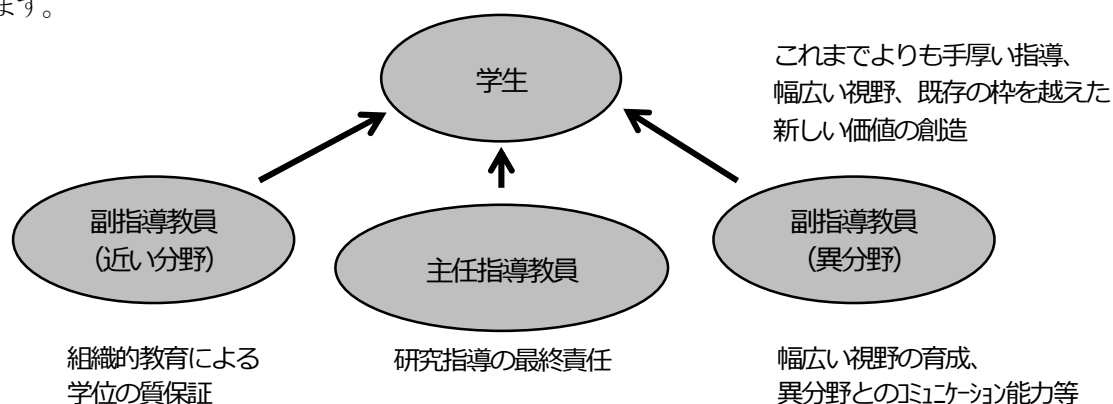 ます。
学生
これまでよりも手厚い指導、
幅広い視野、既存の枠を越えた
新しい価値の創造
副指導教員
（近い分野）
主任指導教員
副指導教員
（異分野）
組織的教育による
学位の質保証
研究指導の最終責任
幅広い視野の育成、
異分野とのｺﾐｭﾆｹｰｼｮﾝ能力等